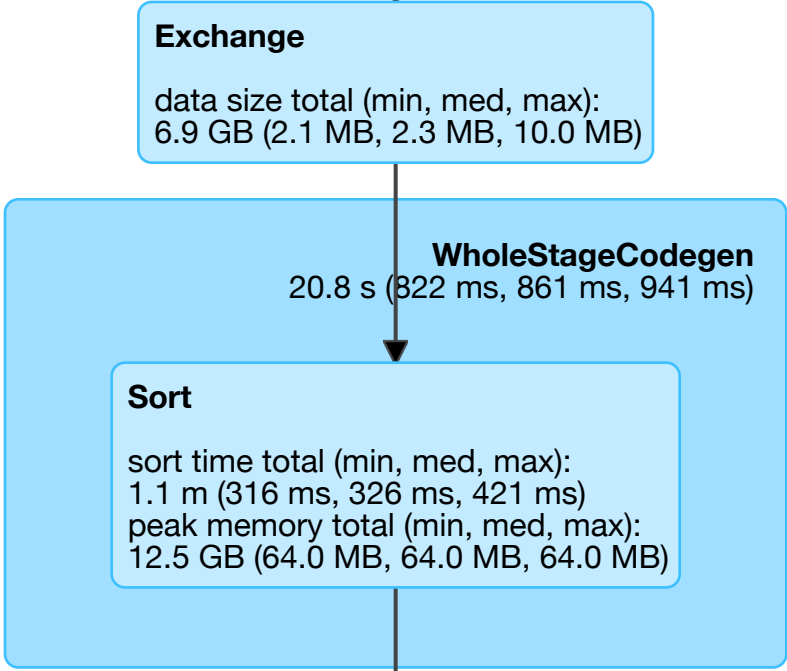 Exchange
data size total (min, med, max):
6.9 GB (2.1 MB, 2.3 MB, 10.0 MB)
WholeStageCodegen
20.8 s (822 ms, 861 ms, 941 ms)
Sort
sort time total (min, med, max):
1.1 m (316 ms, 326 ms, 421 ms)
peak memory total (min, med, max):
12.5 GB (64.0 MB, 64.0 MB, 64.0 MB)